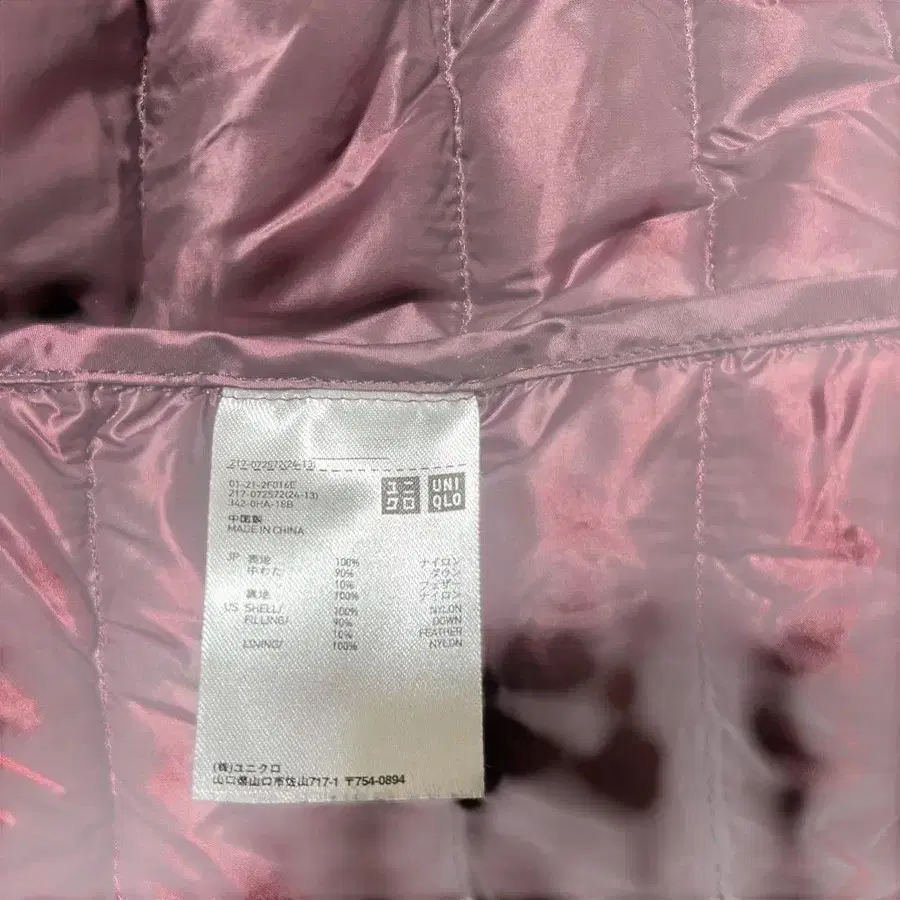 217-072572(24-13)
01-21-2F016E
217-072572(24-13)
342-0HA-18B
ユニクロ
UNIQLO
中国製
MADE IN CHINA
JP 表地 100% ナイロン
中わた 90% ダウン
10% フェザー
裏地 100% ナイロン
US SHELL/ 100% NYLON
FILLING/ 90% DOWN
10% FEATHER
LINING/ 100% NYLON
(株)ユニクロ
山口県山口市佐山717-1 〒754-0894